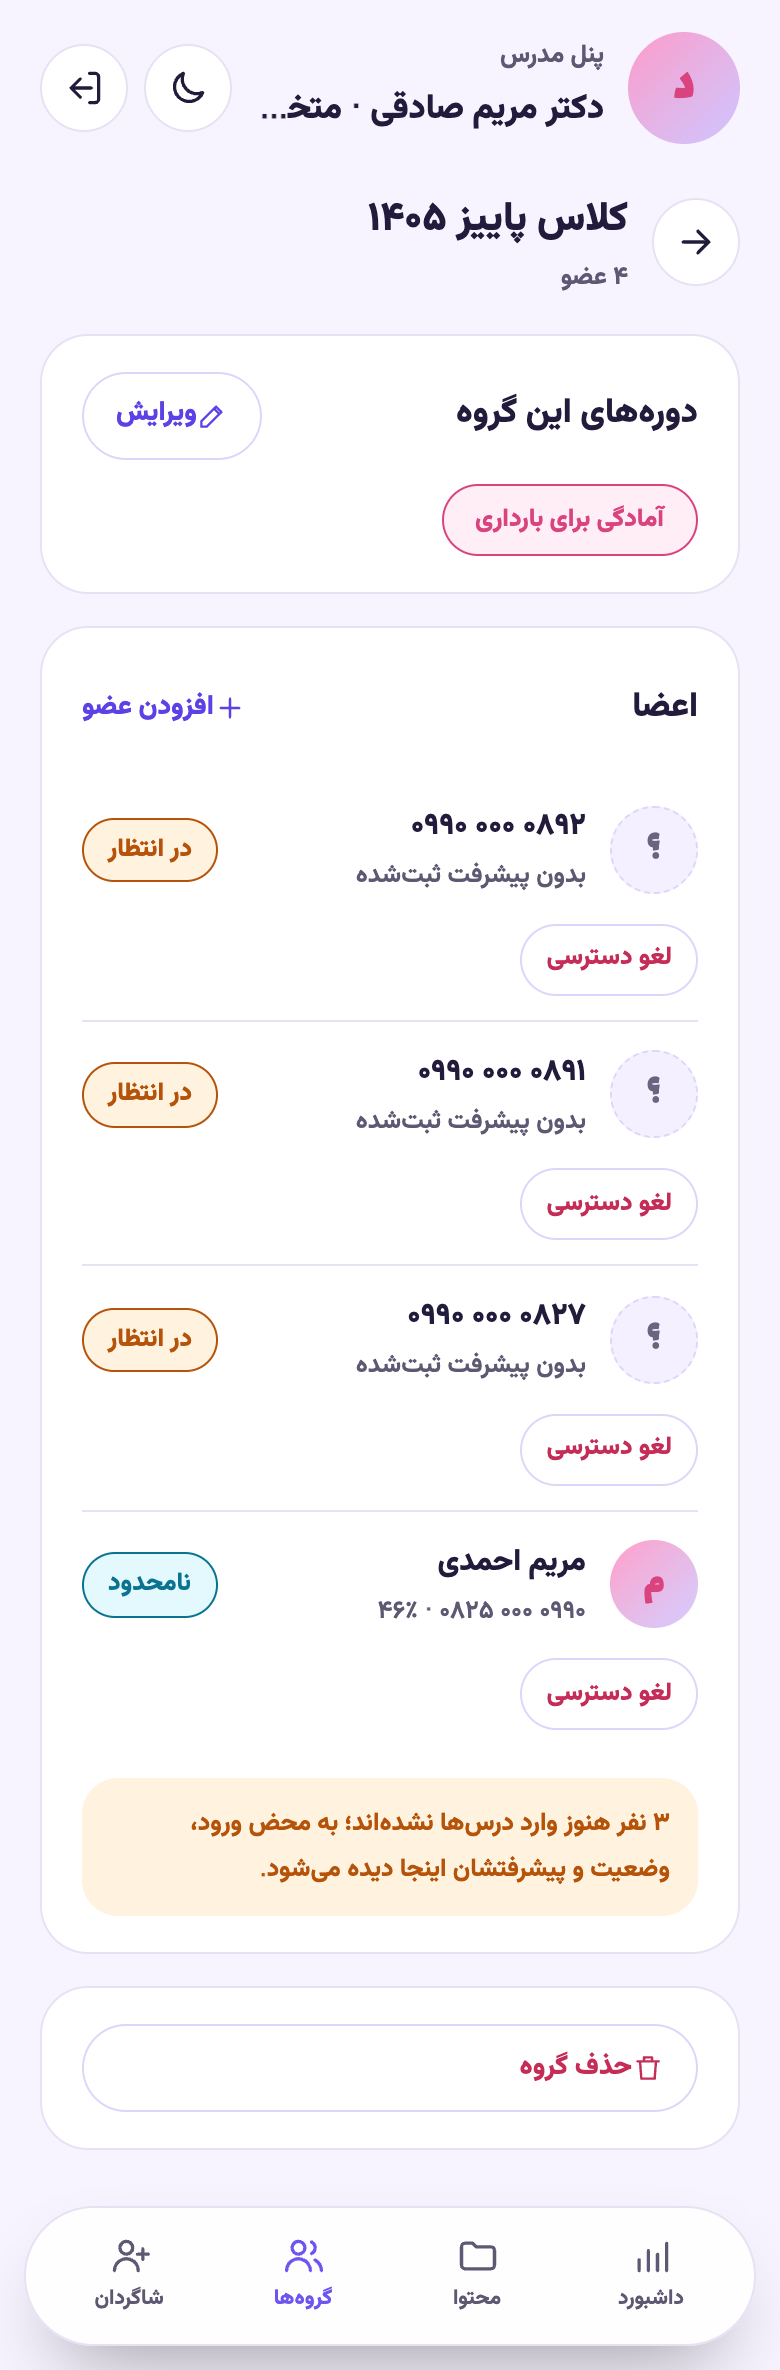 د
پنل مدرس
دکتر مریم صادقی · متخـ...
کلاس پاییز ۱۴۰۵
۴ عضو
دوره‌های این گروه
ویرایش
آمادگی برای بارداری
اعضا
افزودن عضو
؟
۰۹۹۰ ۰۰۰ ۰۸۹۲
بدون پیشرفت ثبت‌شده
در انتظار
لغو دسترسی
؟
۰۹۹۰ ۰۰۰ ۰۸۹۱
بدون پیشرفت ثبت‌شده
در انتظار
لغو دسترسی
؟
۰۹۹۰ ۰۰۰ ۰۸۲۷
بدون پیشرفت ثبت‌شده
در انتظار
لغو دسترسی
م
مریم احمدی
۰۹۹۰ ۰۰۰ ۰۸۲۵ · ۴۶٪
نامحدود
لغو دسترسی
۳ نفر هنوز وارد درس‌ها نشده‌اند؛ به محض ورود،
وضعیت و پیشرفتشان اینجا دیده می‌شود.
حذف گروه
داشبورد
محتوا
گروه‌ها
شاگردان